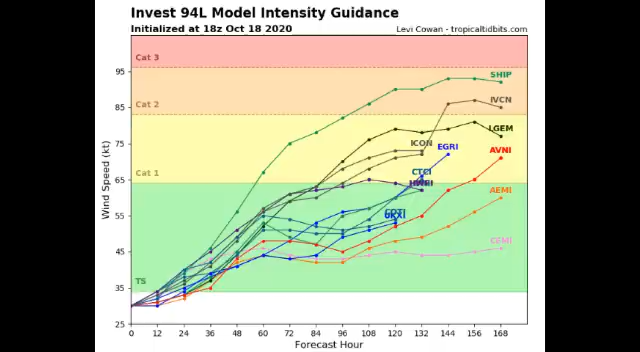 Invest 94L Model Intensity Guidance
Initialized at 18z Oct 18 2020
Levi Cowan - tropicaltidbits.com
Cat 3
95
SHIP
IVCN
Cat 2
85
LGEM
75
ICON
EGRI
AVNI
Cat 1
CTCI
65
AEMI
55
CEMI
45
TS
35
25
Wind Speed (kt)
0 12 24 36 48 60 72 84 96 108 120 132 144 156 168
Forecast Hour